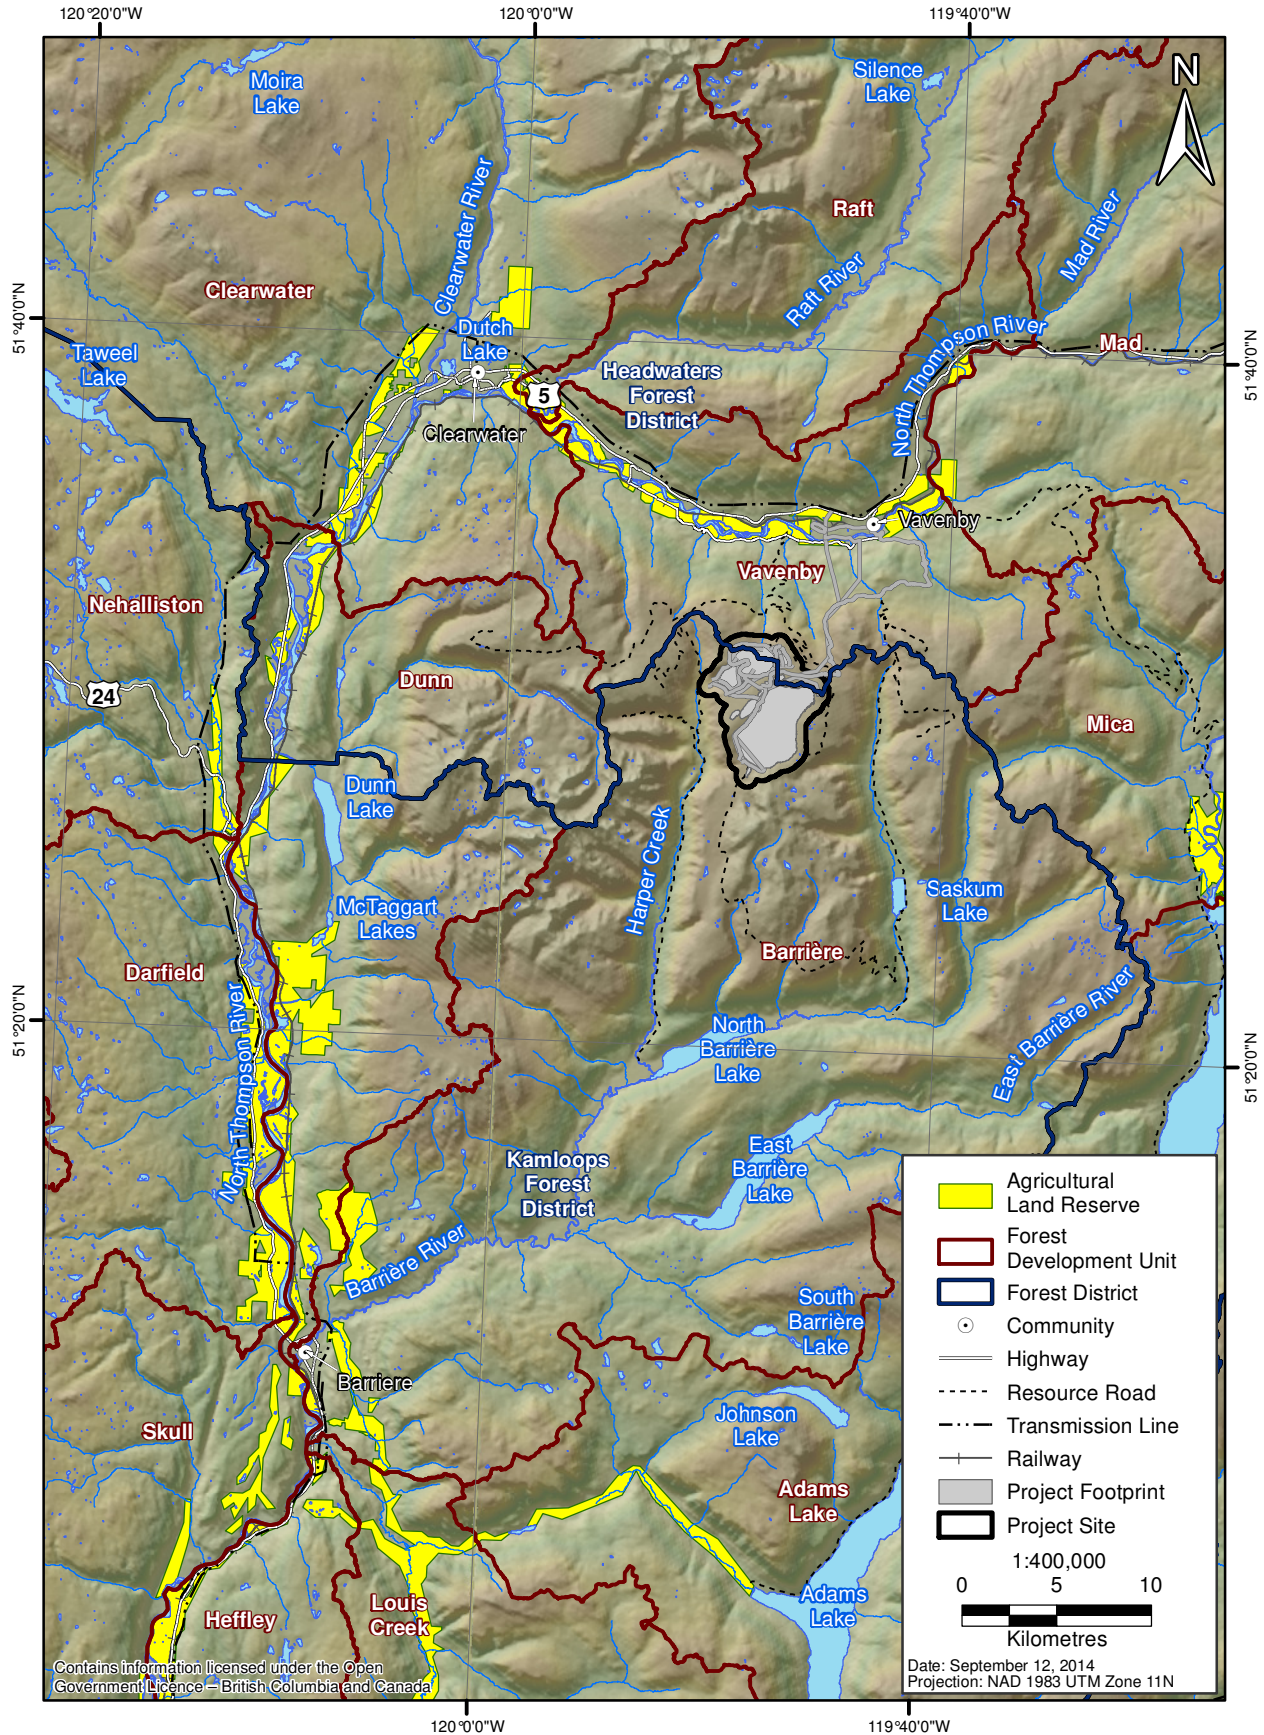 120°20'0"W
120°0'0"W
119°40'0"W
Moira
Lake
Silence
Lake
N
Clearwater River
Raft
Mad River
Clearwater
Raft River
51°40'0"N
Taweel
Lake
Dutch
Lake
North Thompson River
Mad
51°40'0"N
Headwaters
Forest
District
5
Clearwater
Vavenby
Vavenby
Nehalliston
24
Dunn
Mica
Dunn
Lake
Harper Creek
McTaggart
Lakes
Saskum
Lake
Barrière
Darfield
51°20'0"N
North Thompson River
North
Barrière
Lake
East Barrière River
51°20'0"N
East
Barrière
Lake
Kamloops
Forest
District
Barrière River
South
Barrière
Lake
Barriere
Skull
Johnson
Lake
Adams
Lake
Adams
Lake
Heffley
Louis
Creek
Agricultural
Land Reserve
Forest
Development Unit
Forest District
Community
Highway
Resource Road
Transmission Line
Railway
Project Footprint
Project Site
1:400,000
0 5 10
Kilometres
Date: September 12, 2014
Projection: NAD 1983 UTM Zone 11N
Contains information licensed under the Open
Government Licence – British Columbia and Canada
120°0'0"W
119°40'0"W